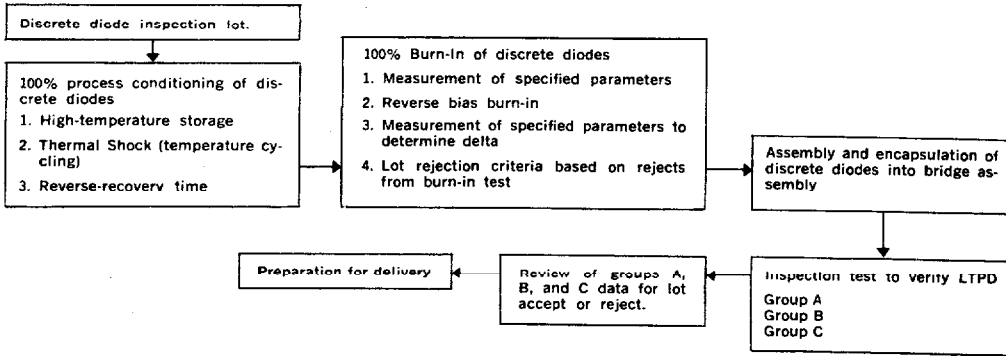 Discrete diode inspection lot.
100% process conditioning of dis-
crete diodes
1. High-temperature storage
2. Thermal Shock (temperature cy-
cling)
3. Reverse-recovery time
100% Burn-In of discrete diodes
1. Measurement of specified parameters
2. Reverse bias burn-in
3. Measurement of specified parameters to
determine delta
4. Lot rejection criteria based on rejects
from burn-in test
Assembly and encapsulation of
discrete diodes into bridge as-
sembly
Inspection test to verify LTPD
Group A
Group B
Group C
Review of groups A,
B, and C data for lot
accept or reject.
Preparation for delivery